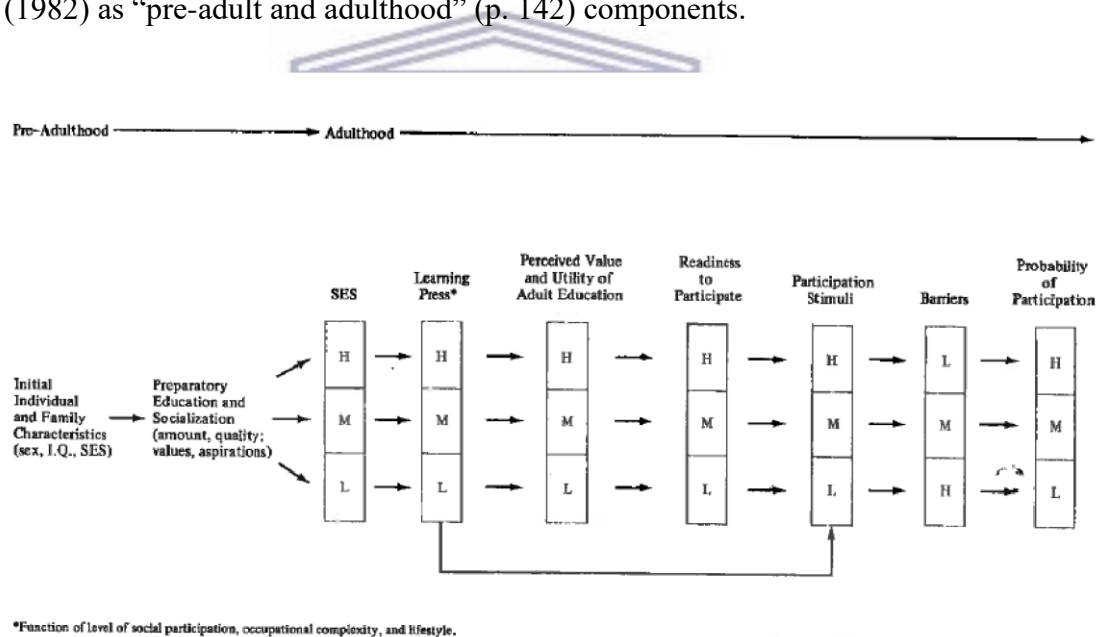 (1982) as “pre-adult and adulthood” (p. 142) components.
Pre-Adulthood
Adulthood
SES
Learning
Press*
Perceived Value
and Utility of
Adult Education
Readiness
to
Participate
Participation
Stimuli
Barriers
Probability
of
Participation
Initial
Individual
and Family
Characteristics
(sex, I.Q., SES)
Preparatory
Education and
Socialization
(amount, quality;
values, aspirations)
H H H H H L H
M M M M M M M
L L L L L H L
*Function of level of social participation, occupational complexity, and lifestyle.